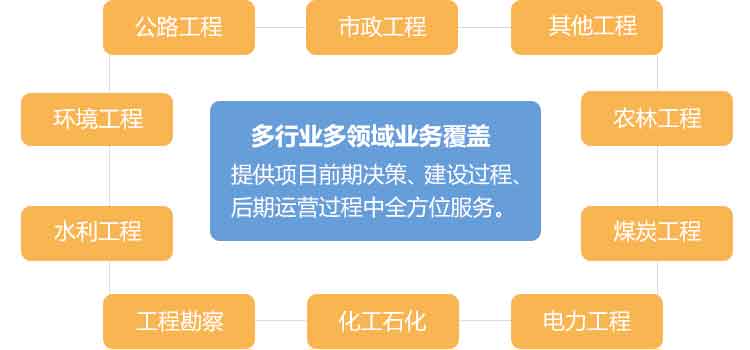 公路工程
市政工程
其他工程
环境工程
多行业多领域业务覆盖
提供项目前期决策、建设过程、
后期运营过程中全方位服务。
农林工程
水利工程
煤炭工程
工程勘察
化工石化
电力工程